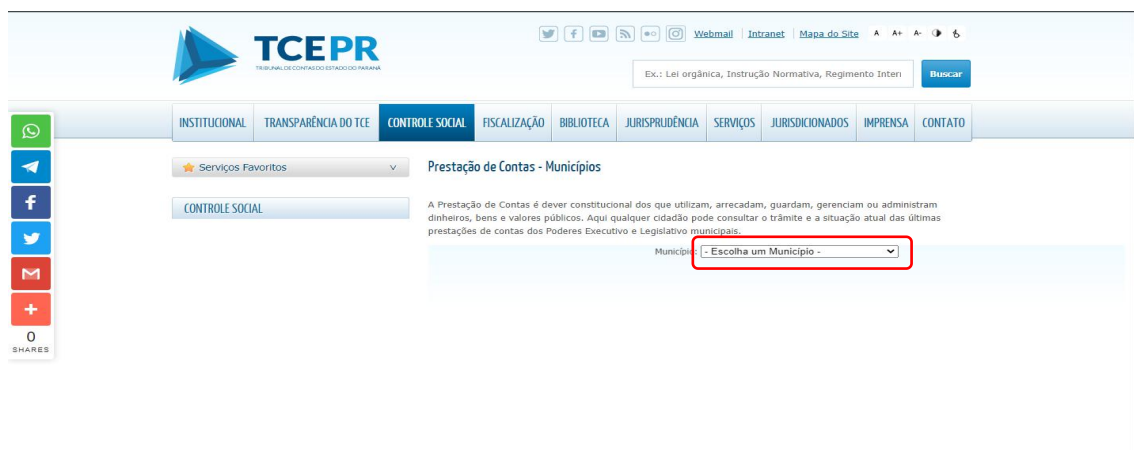 Webmail | Intranet | Mapa do Site A A+ A-
TCEPR
TRIBUNAL DE CONTAS DO ESTADO DO PARANÁ
Ex.: Lei orgânica, Instrução Normativa, Regimento Intern
Buscar
INSTITUCIONAL TRANSPARÊNCIA DO TCE CONTROLE SOCIAL FISCALIZAÇÃO BIBLIOTECA JURISPRUDÊNCIA SERVIÇOS JURISDICIONADOS IMPRENSA CONTATO
Serviços Favoritos
CONTROLE SOCIAL
Prestação de Contas - Municípios
A Prestação de Contas é dever constitucional dos que utilizam, arrecadam, guardam, gerenciam ou administram
dinheiros, bens e valores públicos. Aqui qualquer cidadão pode consultar o trâmite e a situação atual das últimas
prestações de contas dos Poderes Executivo e Legislativo municipais.
Município: - Escolha um Município -
0
SHARES